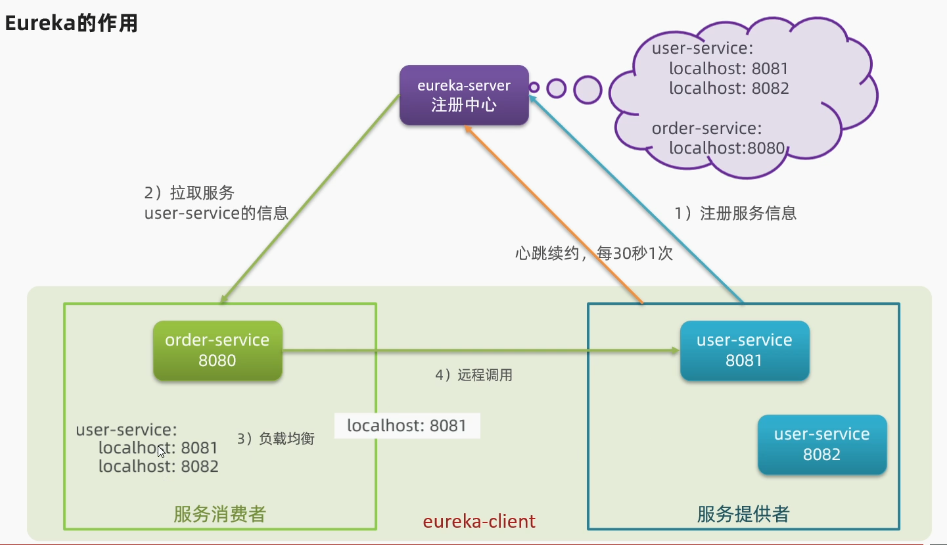 Eureka的作用
eureka-server
注册中心
user-service:
localhost: 8081
localhost: 8082
order-service:
localhost:8080
2）拉取服务
user-service的信息
1）注册服务信息
心跳续约，每30秒1次
order-service
8080
user-service
8081
4）远程调用
user-service:
localhost: 8081
localhost: 8082
3）负载均衡
localhost: 8081
user-service
8082
服务消费者
服务提供者
eureka-client